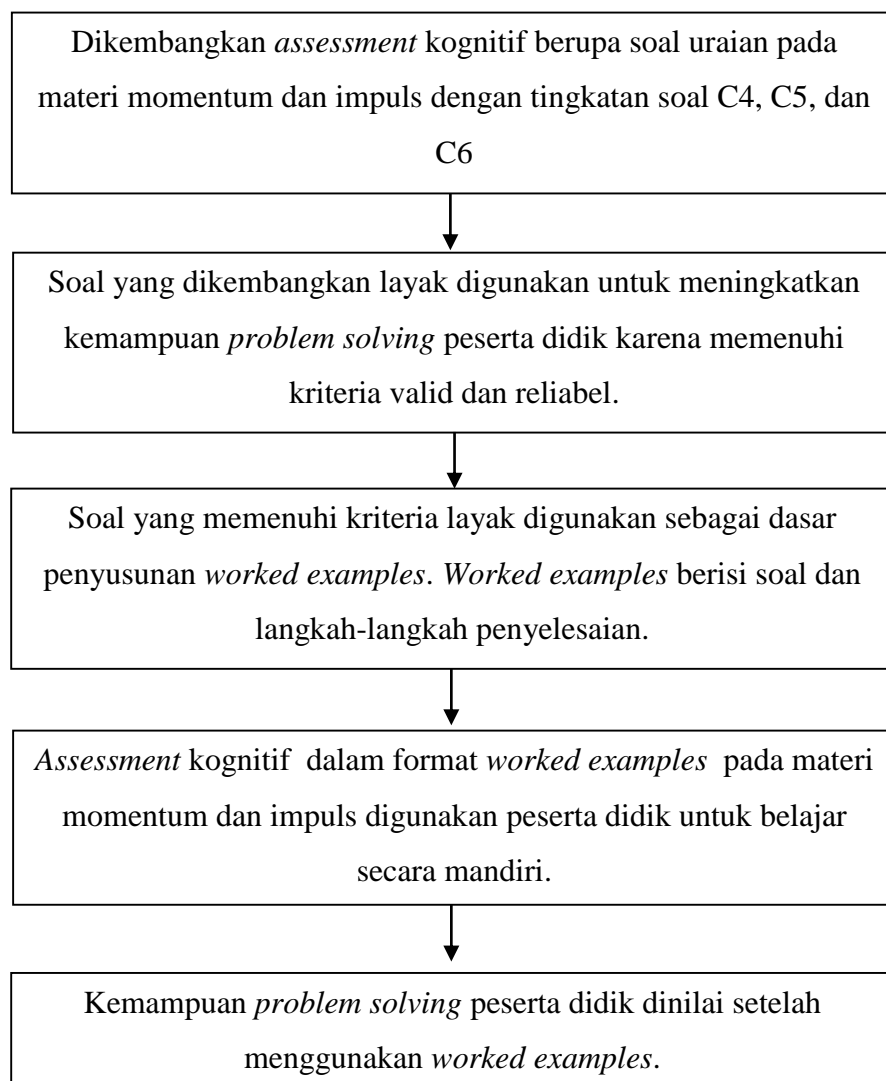 Dikembangkan assessment kognitif berupa soal uraian pada
materi momentum dan impuls dengan tingkatan soal C4, C5, dan
C6
Soal yang dikembangkan layak digunakan untuk meningkatkan
kemampuan problem solving peserta didik karena memenuhi
kriteria valid dan reliabel.
Soal yang memenuhi kriteria layak digunakan sebagai dasar
penyusunan worked examples. Worked examples berisi soal dan
langkah-langkah penyelesaian.
Assessment kognitif dalam format worked examples pada materi
momentum dan impuls digunakan peserta didik untuk belajar
secara mandiri.
Kemampuan problem solving peserta didik dinilai setelah
menggunakan worked examples.